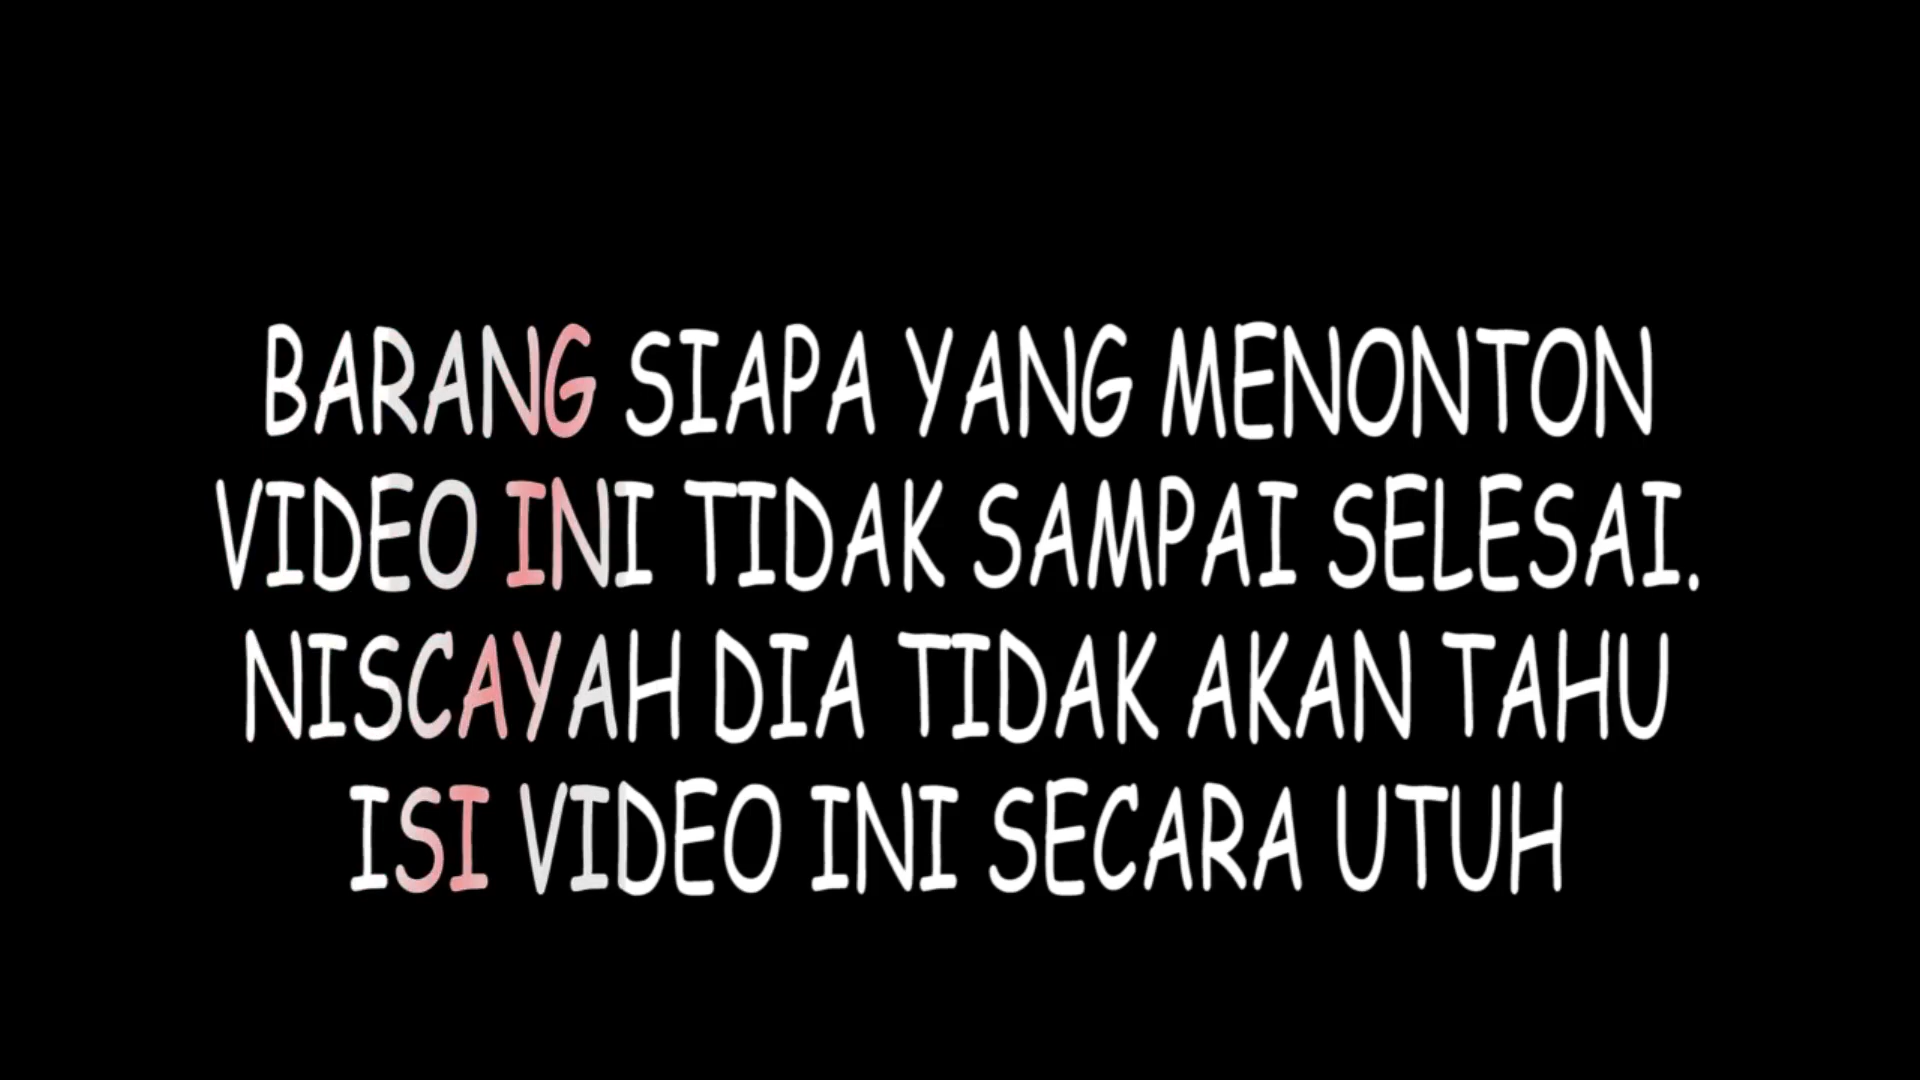 BARANG SIAPA YANG MENONTON
VIDEO INI TIDAK SAMPAI SELESAI.
NISCAYAH DIA TIDAK AKAN TAHU
ISI VIDEO INI SECARA UTUH